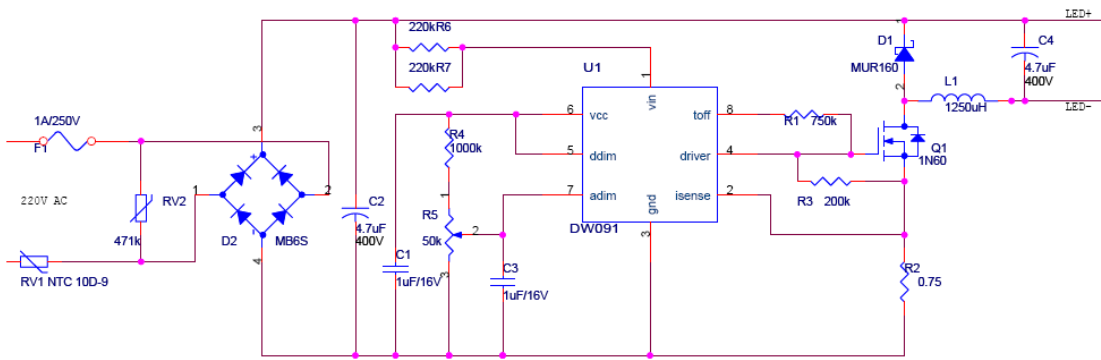 LED+
220kR6
D1
C4
220kR7
U1
1
4.7uF
400V
MUR160
vin
L1
1A/250V
6
vcc
toff
8
2
1250uH
F1
3
R4
1000k
R1
750k
5
ddim
driver
4
Q1
1N60
LED-
1
2
RV2
C2
7
adim
isense
2
R3
200k
220V AC
1
R5
50k
2
gnd
4.7uF
400V
DW091
471k
D2
MB6S
C1
C3
3
R2
0.75
RV1 NTC 10D-9
4
1uF/16V
3
1uF/16V